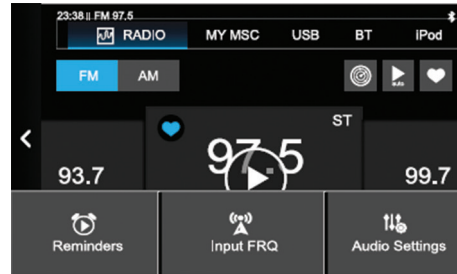 23:38 || FM 97.5
RADIO MY MSC USB BT iPod
FM AM
auto
ST
93.7 97.5 99.7
Reminders Input FRQ Audio Settings